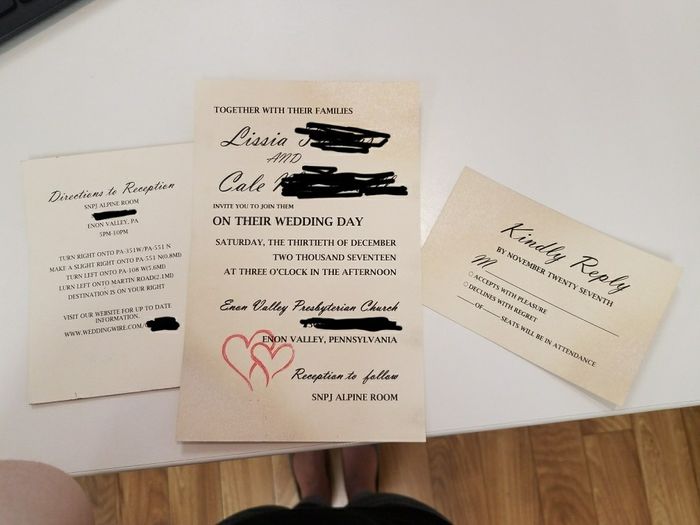 Directions to Reception
SNPJ ALPINE ROOM
ENON VALLEY, PA
5PM-10PM
TURN RIGHT ONTO PA-351W/PA-551 N
MAKE A SLIGHT RIGHT ONTO PA-551 N(0.8MI)
TURN LEFT ONTO PA-108 W(5.6MI)
LURN LEFT ONTO MARTIN ROAD(2.1MI)
DESTINATION IS ON YOUR RIGHT
VISIT OUR WEBSITE FOR UP TO DATE
INFORMATION.
WWW.WEDDINGWIRE.COM/
TOGETHER WITH THEIR FAMILIES
Lissia
AND
Cale
INVITE YOU TO JOIN THEM
ON THEIR WEDDING DAY
SATURDAY, THE THIRTIETH OF DECEMBER
TWO THOUSAND SEVENTEEN
AT THREE O'CLOCK IN THE AFTERNOON
Enon Valley Presbyterian Church
ENON VALLEY, PENNSYLVANIA
Reception to follow
SNPJ ALPINE ROOM
Kindly Reply
BY NOVEMBER TWENTY SEVENTH
M
ACCEPTS WITH PLEASURE
DECLINES WITH REGRET
___OF___ SEATS WILL BE IN ATTENDANCE